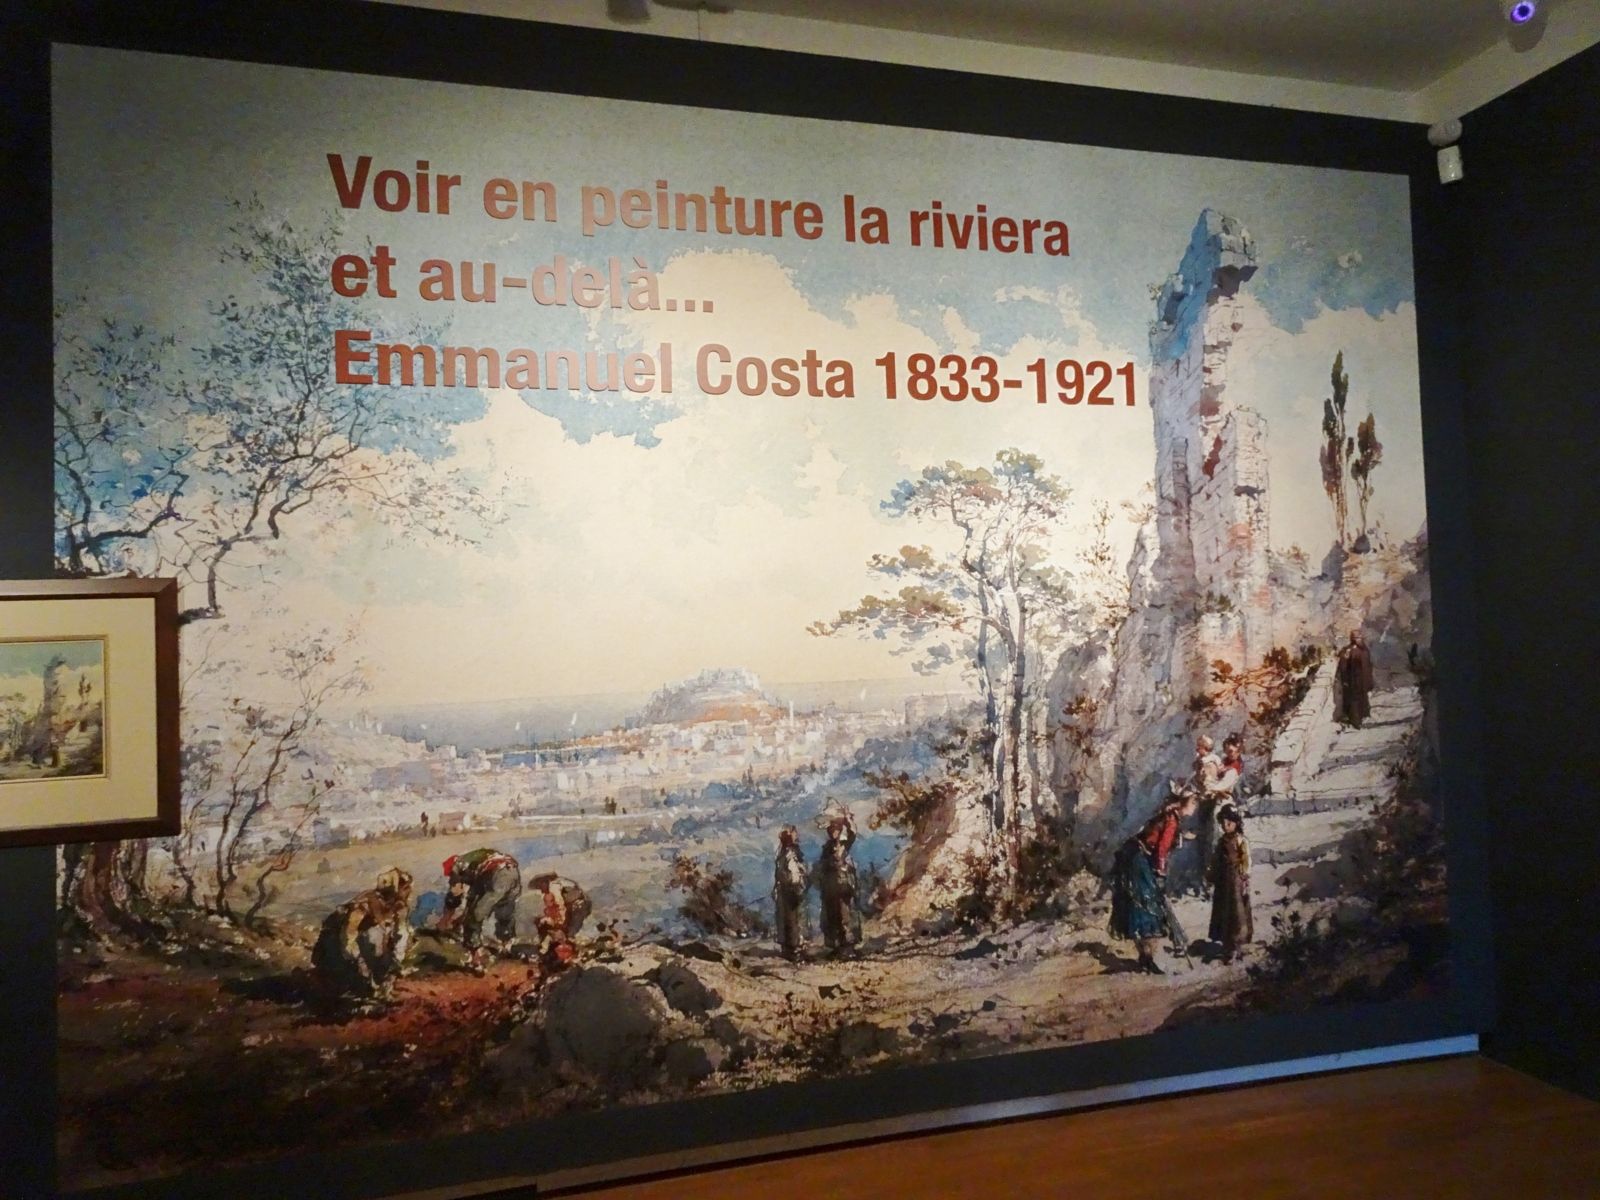 Voir en peinture la riviera
et au-delà...
Emmanuel Costa 1833-1921